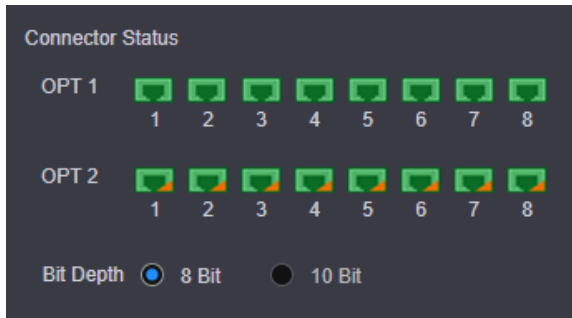 Connector Status
OPT 1
1 2 3 4 5 6 7 8
OPT 2
1 2 3 4 5 6 7 8
Bit Depth 8 Bit 10 Bit